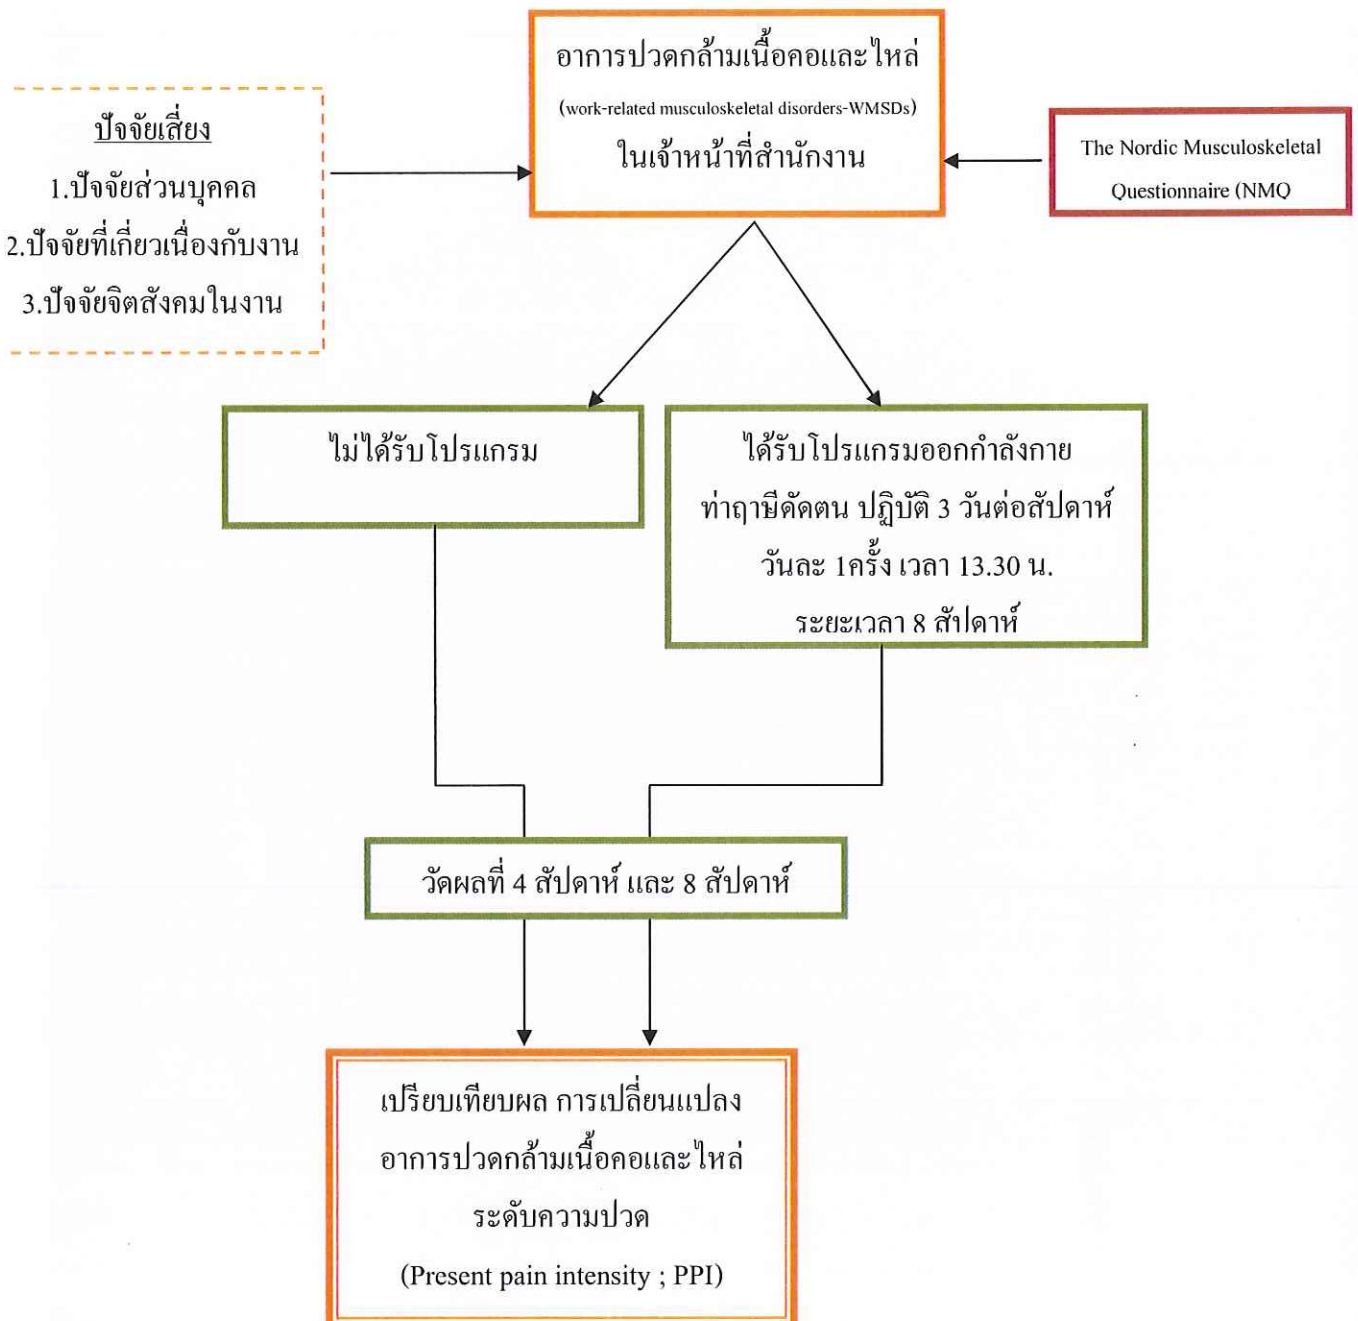 อาการปวดกล้ามเนื้อคอและไหล่
(work-related musculoskeletal disorders-WMSDs)
ในเจ้าหน้าที่สำนักงาน
ปัจจัยเสี่ยง
1.ปัจจัยส่วนบุคคล
2.ปัจจัยที่เกี่ยวเนื่องกับงาน
3.ปัจจัยจิตสังคมในงาน
The Nordic Musculoskeletal
Questionnaire (NMQ
ไม่ได้รับโปรแกรม
ได้รับโปรแกรมออกกำลังกาย
ท่าฤาษีดัดตน ปฏิบัติ 3 วันต่อสัปดาห์
วันละ 1ครั้ง เวลา 13.30 น.
ระยะเวลา 8 สัปดาห์
วัดผลที่ 4 สัปดาห์ และ 8 สัปดาห์
เปรียบเทียบผล การเปลี่ยนแปลง
อาการปวดกล้ามเนื้อคอและไหล่
ระดับความปวด
(Present pain intensity ; PPI)